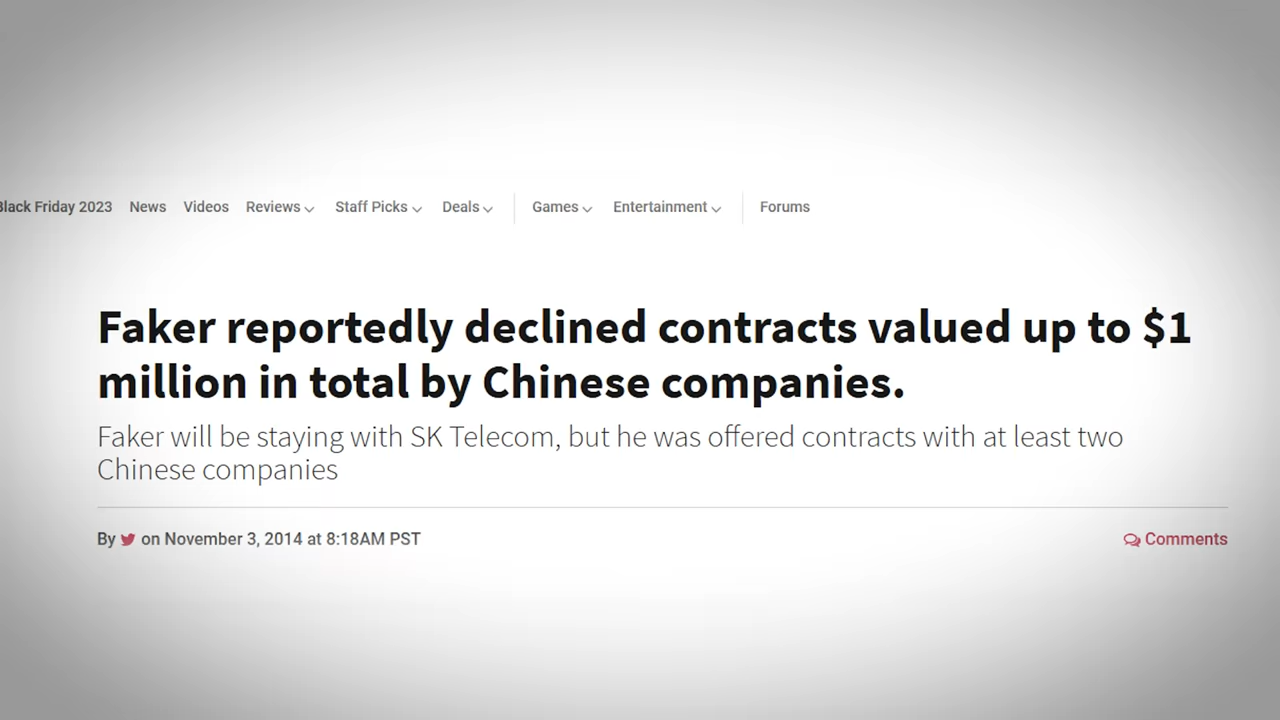 Black Friday 2023 News Videos Reviews Staff Picks Deals Games Entertainment Forums
Faker reportedly declined contracts valued up to $1
million in total by Chinese companies.
Faker will be staying with SK Telecom, but he was offered contracts with at least two
Chinese companies
By on November 3, 2014 at 8:18AM PST Comments